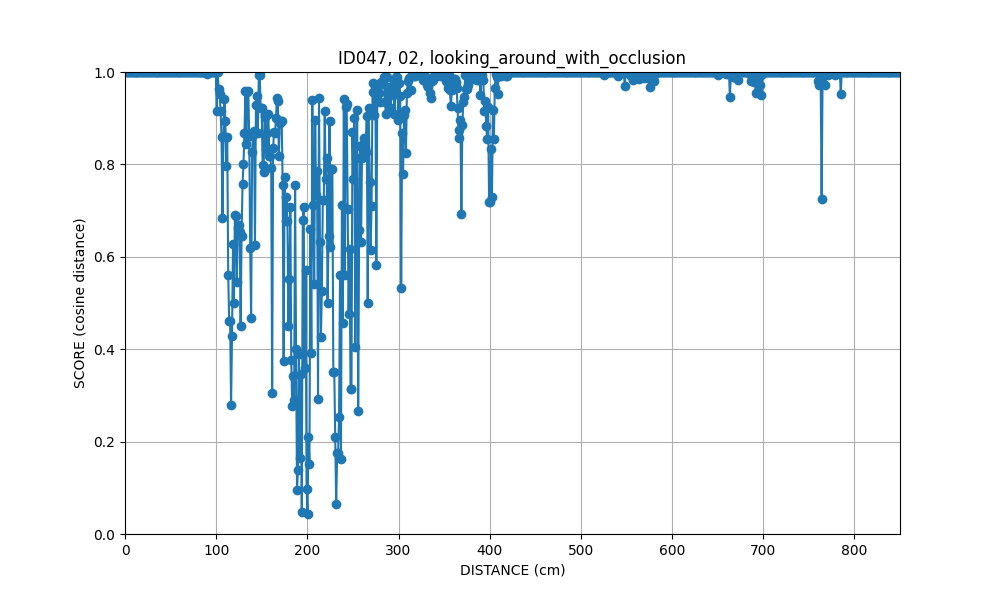 ID047, 02, looking_around_with_occlusion
1.0
0.8
0.6
0.4
0.2
0.0
SCORE (cosine distance)
0 100 200 300 400 500 600 700 800
DISTANCE (cm)